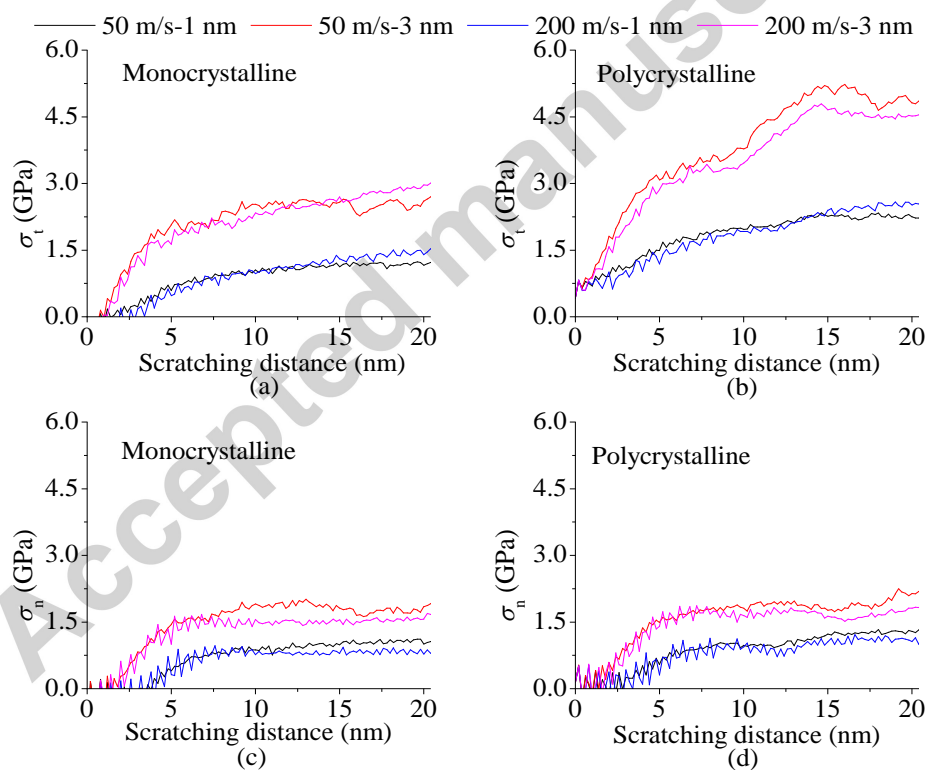 50 m/s-1 nm 50 m/s-3 nm 200 m/s-1 nm 200 m/s-3 nm
6.0
4.5
3.0
1.5
0.0
σt (GPa)
Monocrystalline
0 5 10 15 20
Scratching distance (nm)
(a)
6.0
4.5
3.0
1.5
0.0
σt (GPa)
Polycrystalline
0 5 10 15 20
Scratching distance (nm)
(b)
6.0
4.5
3.0
1.5
0.0
σn (GPa)
Monocrystalline
0 5 10 15 20
Scratching distance (nm)
(c)
6.0
4.5
3.0
1.5
0.0
σn (GPa)
Polycrystalline
0 5 10 15 20
Scratching distance (nm)
(d)
Accepted manus